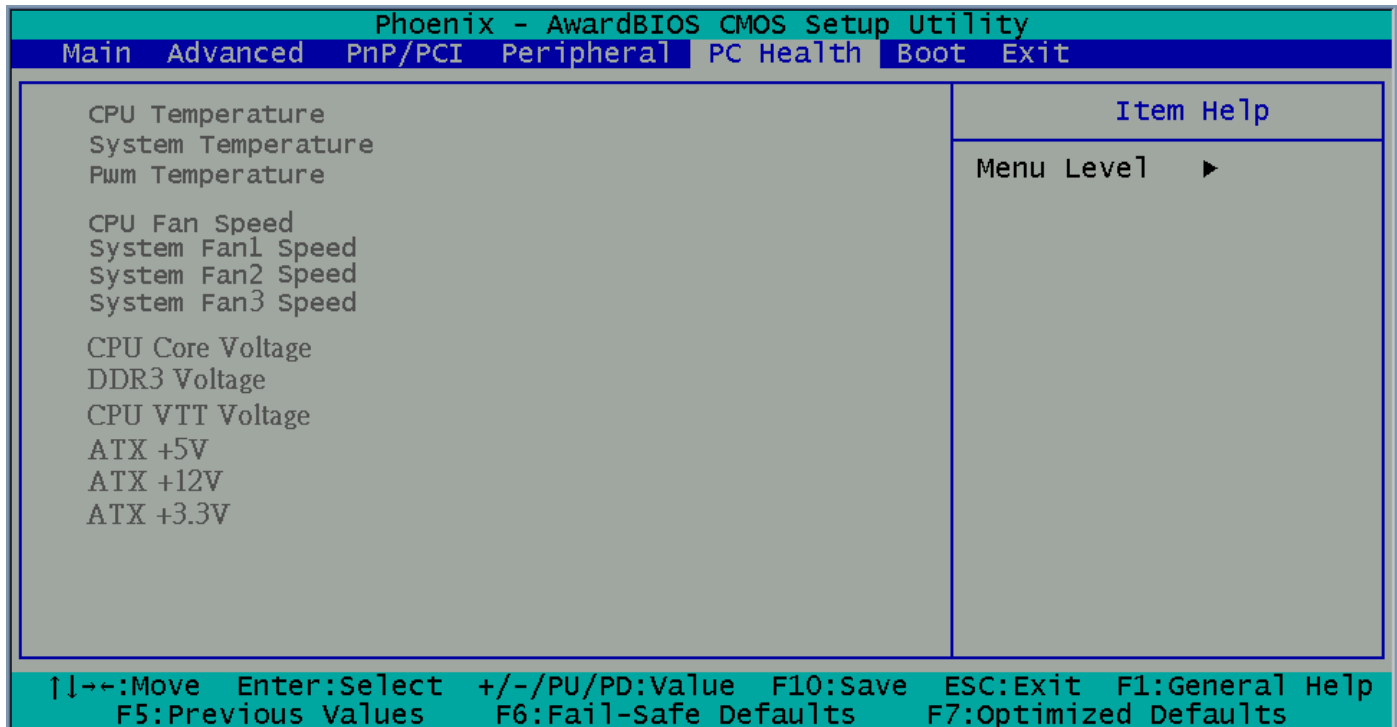 Phoenix - AwardBIOS CMOS Setup Utility
Main Advanced PnP/PCI Peripheral PC Health Boot Exit
CPU Temperature
System Temperature
Pwm Temperature
CPU Fan Speed
System Fan1 Speed
System Fan2 Speed
System Fan3 Speed
CPU Core Voltage
DDR3 Voltage
CPU VTT Voltage
ATX +5V
ATX +12V
ATX +3.3V
Item Help
Menu Level ▶
↑↓→←:Move Enter:Select +/-/PU/PD:Value F10:Save ESC:Exit F1:General Help
F5:Previous Values F6:Fail-Safe Defaults F7:Optimized Defaults